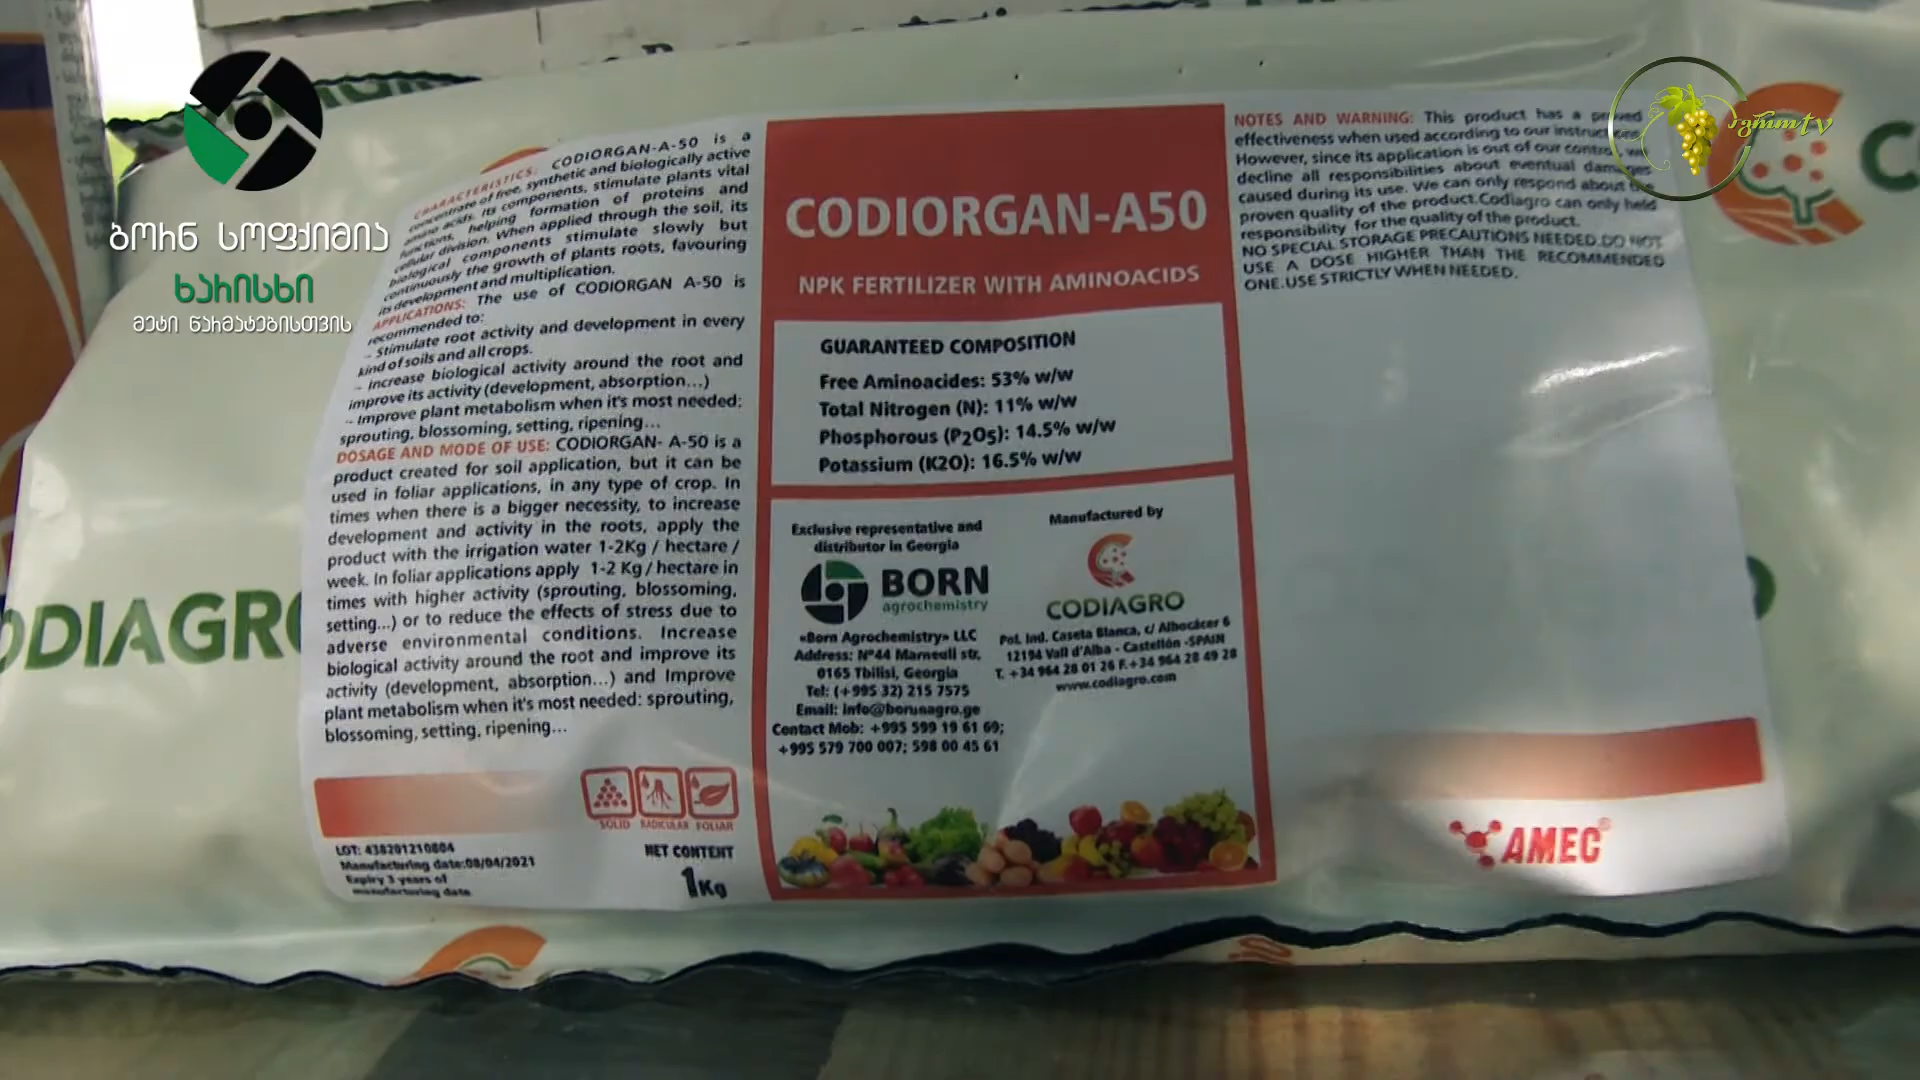 ბორნ სოფქიმია
ხარისხი
მეტი წარმატებისთვის
აგროtv
CHARACTERISTICS: CODIORGAN-A-50 is a
concentrate of free, synthetic and biologically active
amino acids. Its components, stimulate plants vital
functions, helping formation of proteins and
cellular division. When applied through the soil, its
biological components stimulate slowly but
continuously the growth of plants roots, favouring
its development and multiplication.
APPLICATIONS: The use of CODIORGAN A-50 is
recommended to:
- Stimulate root activity and development in every
kind of soils and all crops.
- Increase biological activity around the root and
improve its activity (development, absorption...)
- Improve plant metabolism when it's most needed:
sprouting, blossoming, setting, ripening...
DOSAGE AND MODE OF USE: CODIORGAN- A-50 is a
product created for soil application, but it can be
used in foliar applications, in any type of crop. In
times when there is a bigger necessity, to increase
development and activity in the roots, apply the
product with the irrigation water 1-2Kg / hectare /
week. In foliar applications apply 1-2 Kg / hectare in
times with higher activity (sprouting, blossoming,
setting...) or to reduce the effects of stress due to
adverse environmental conditions. Increase
biological activity around the root and improve its
activity (development, absorption...) and Improve
plant metabolism when it's most needed: sprouting,
blossoming, setting, ripening...
SOLID RADICULAR FOLIAR
LOT: 438201210804
Manufacturing date:08/04/2021
Expiry 3 years of
manufacturing date
NET CONTENT
1Kg
CODIORGAN-A50
NPK FERTILIZER WITH AMINOACIDS
GUARANTEED COMPOSITION
Free Aminoacides: 53% w/w
Total Nitrogen (N): 11% w/w
Phosphorous (P2O5): 14.5% w/w
Potassium (K2O): 16.5% w/w
Exclusive representative and
distributor in Georgia
BORN
agrochemistry
«Born Agrochemistry» LLC
Address: Nº44 Marneuli str.
0165 Tbilisi, Georgia
Tel: (+995 32) 215 7575
Email: info@bornagro.ge
Contact Mob: +995 599 19 61 69;
+995 579 700 007; 598 00 45 61
Manufactured by
CODIAGRO
Pol. Ind. Caseta Blanca, c/ Albocácer 6
12194 Vall d'Alba - Castellón -SPAIN
T. +34 964 28 01 26 F.+34 964 28 49 28
www.codiagro.com
NOTES AND WARNING: This product has a proved
effectiveness when used according to our instructions.
However, since its application is out of our control, we
decline all responsibilities about eventual damages
caused during its use. We can only respond about the
proven quality of the product.Codiagro can only held
responsibility for the quality of the product.
NO SPECIAL STORAGE PRECAUTIONS NEEDED.DO NOT
USE A DOSE HIGHER THAN THE RECOMMENDED
ONE.USE STRICTLY WHEN NEEDED.
AMEC®
ODIAGRO